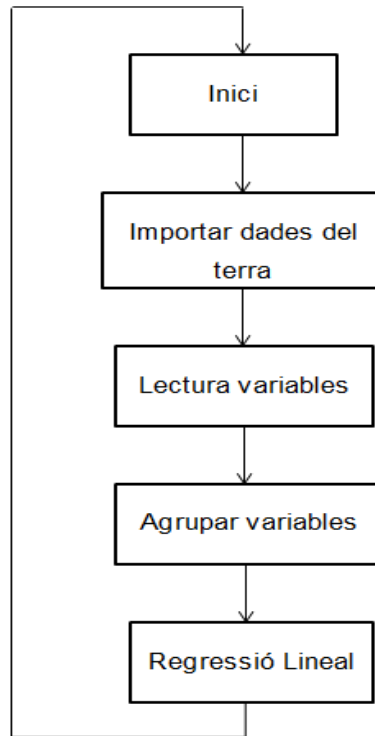 Inici
Importar dades del
terra
Lectura variables
Agrupar variables
Regressió Lineal